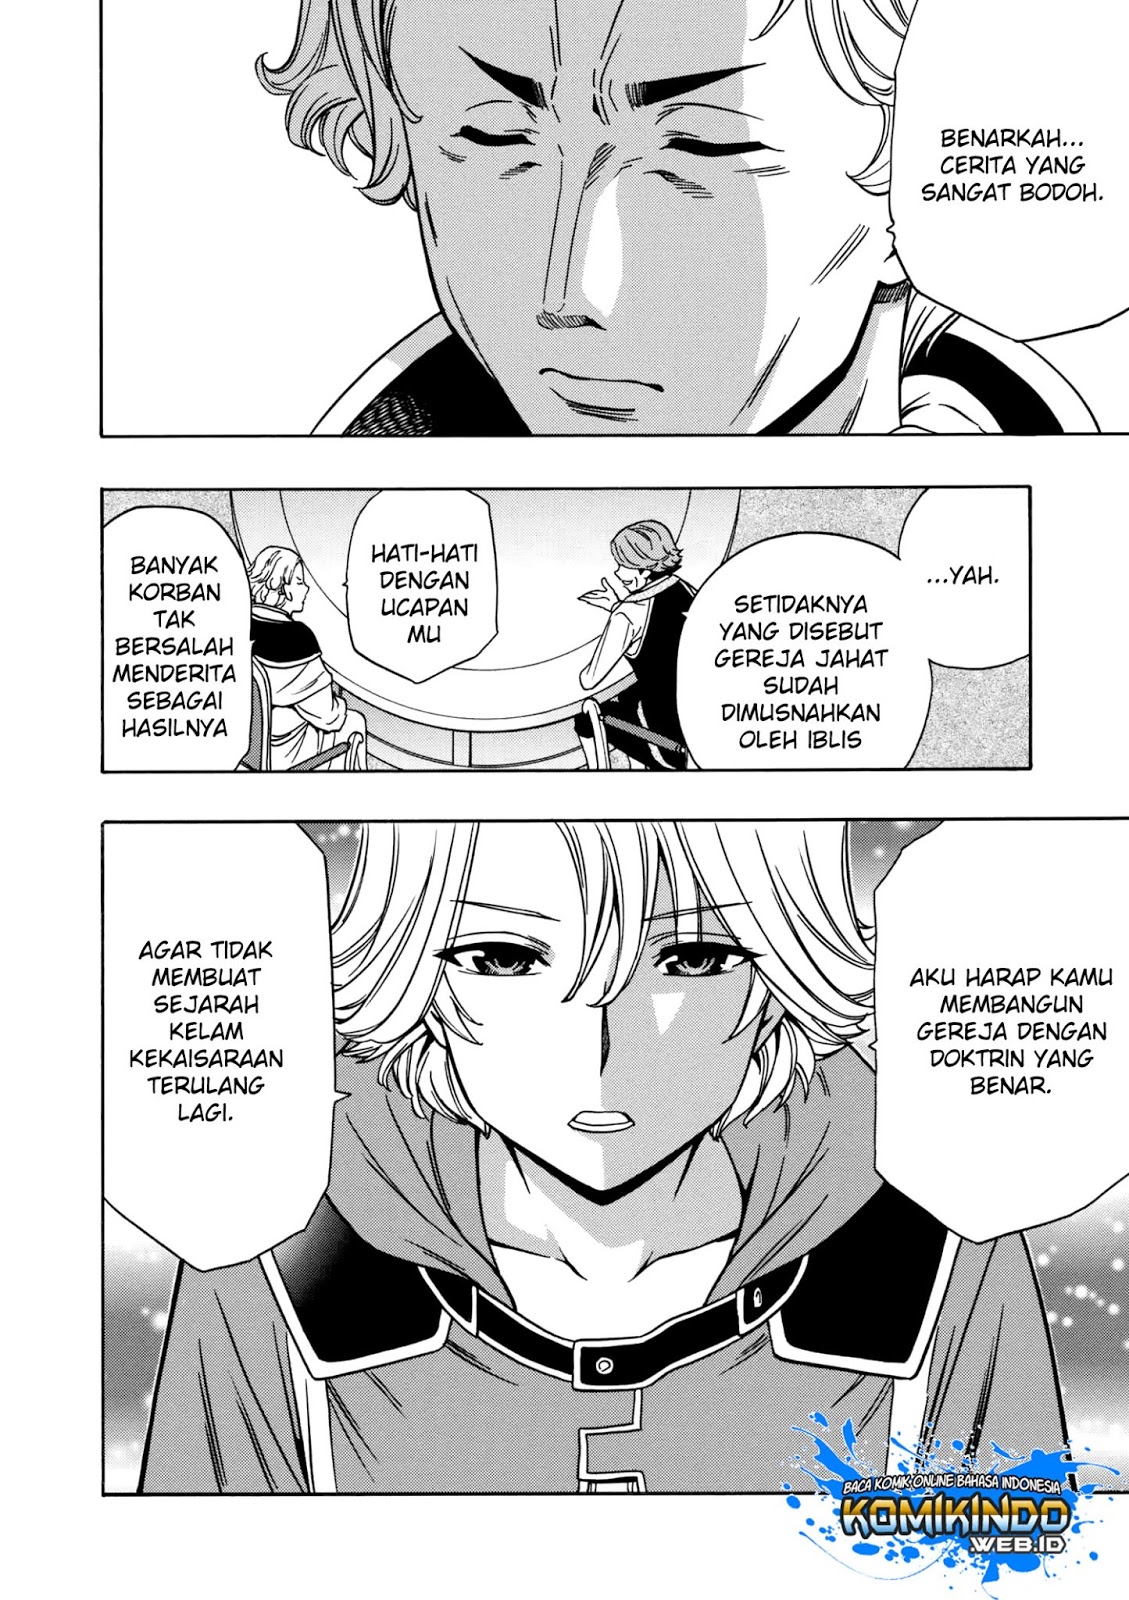 BENARKAH...
CERITA YANG
SANGAT BODOH.
...YAH.
SETIDAKNYA
YANG DISEBUT
GEREJA JAHAT
SUDAH
DIMUSNAHKAN
OLEH IBLIS
HATI-HATI
DENGAN
UCAPAN
MU
BANYAK
KORBAN
TAK
BERSALAH
MENDERITA
SEBAGAI
HASILNYA
AKU HARAP KAMU
MEMBANGUN
GEREJA DENGAN
DOKTRIN YANG
BENAR.
AGAR TIDAK
MEMBUAT
SEJARAH
KELAM
KEKAISARAAN
TERULANG
LAGI.
BACA KOMIK ONLINE BAHASA INDONESIA
KOMIKINDO
.WEB.ID